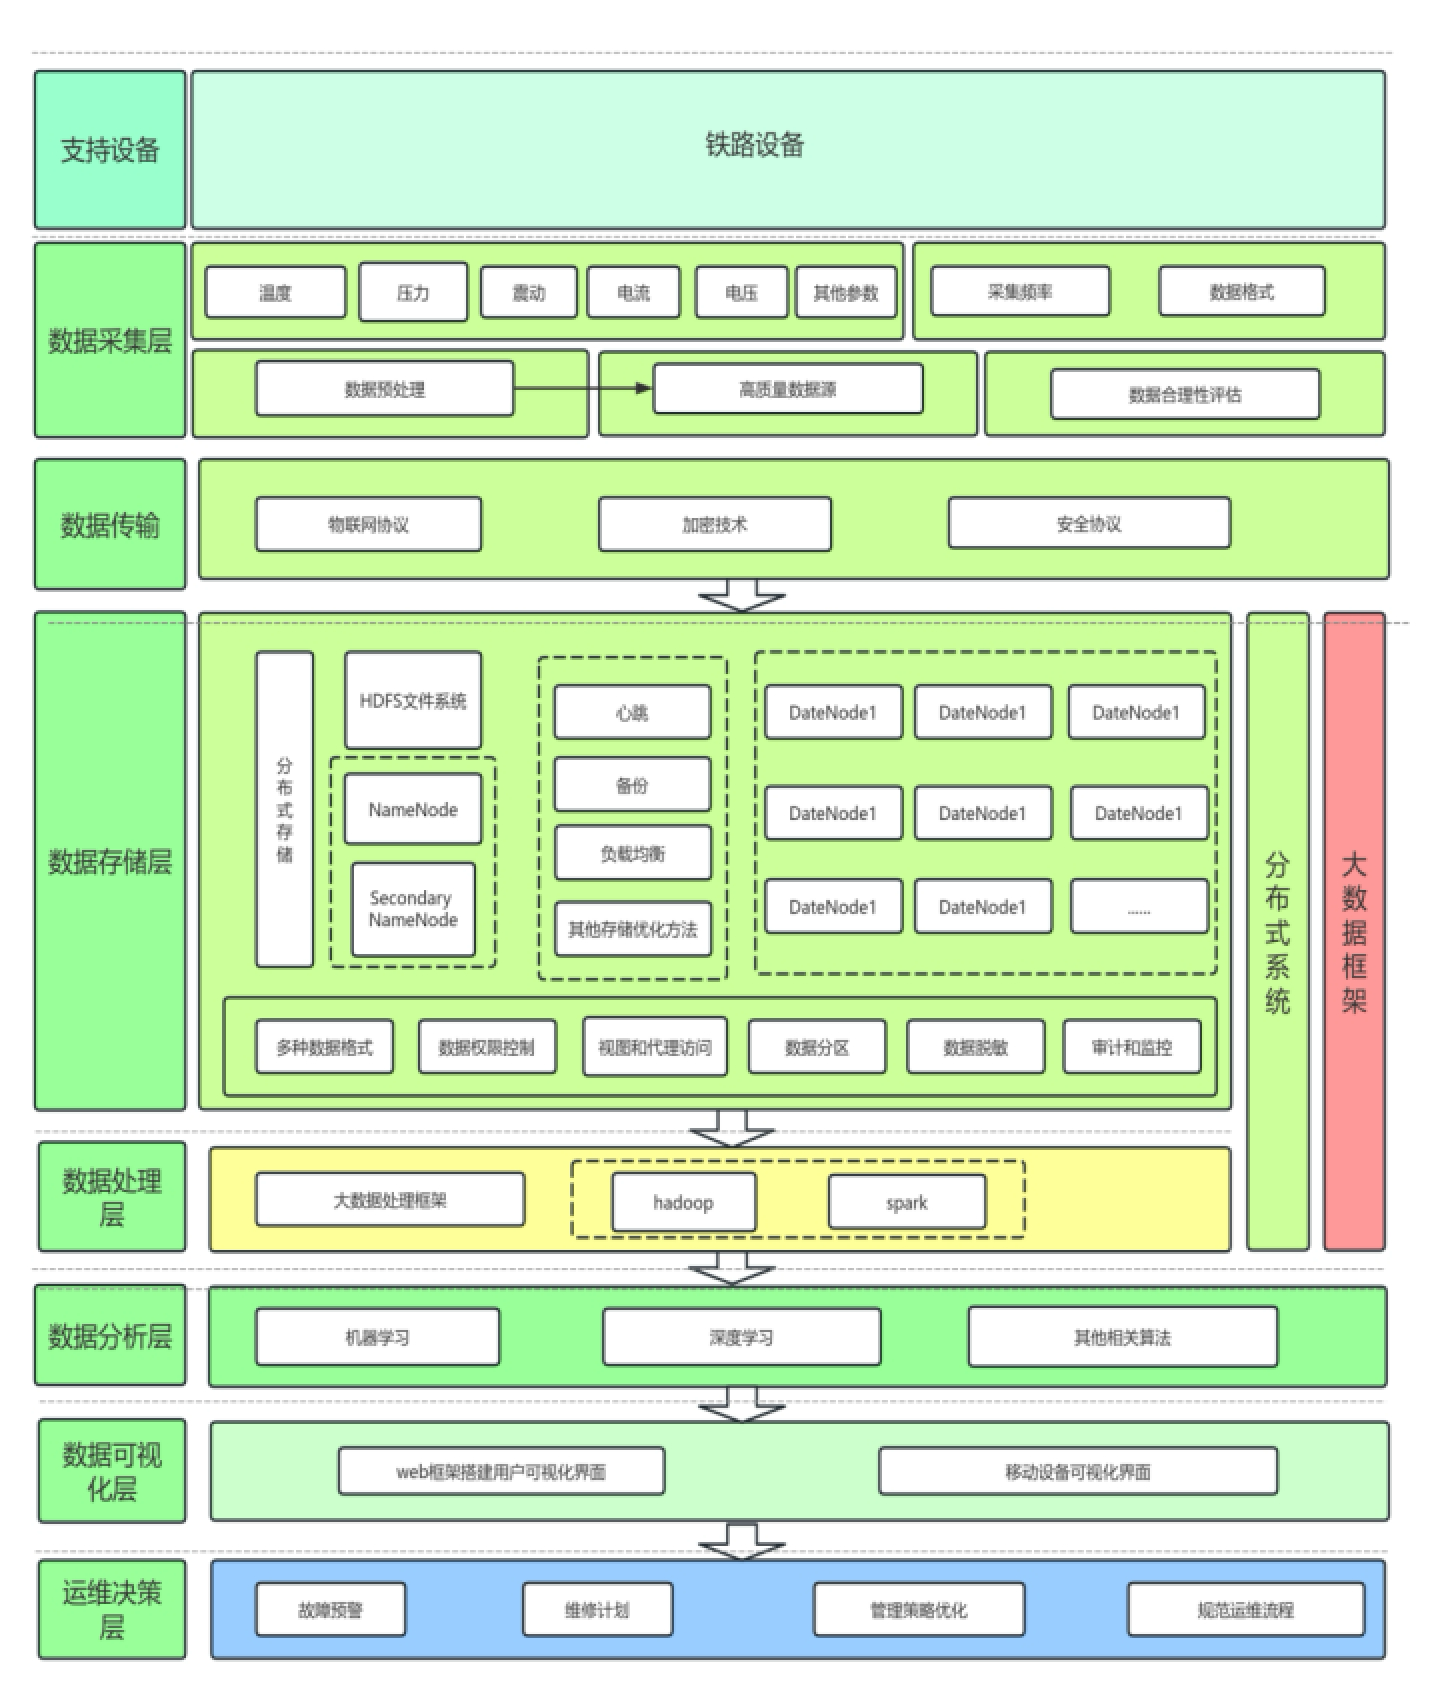 支持设备
铁路设备
数据采集层
温度
压力
震动
电流
电压
其他参数
采集频率
数据格式
数据预处理
高质量数据源
数据合理性评估
数据传输
物联网协议
加密技术
安全协议
数据存储层
分布式存储
HDFS文件系统
NameNode
Secondary
NameNode
心跳
备份
负载均衡
其他存储优化方法
DateNode1
DateNode1
DateNode1
DateNode1
DateNode1
DateNode1
DateNode1
DateNode1
......
多种数据格式
数据权限控制
视图和代理访问
数据分区
数据脱敏
审计和监控
分布式系统
大数据框架
数据处理
层
大数据处理框架
hadoop
spark
数据分析层
机器学习
深度学习
其他相关算法
数据可视
化层
web框架搭建用户可视化界面
移动设备可视化界面
运维决策
层
故障预警
维修计划
管理策略优化
规范运维流程